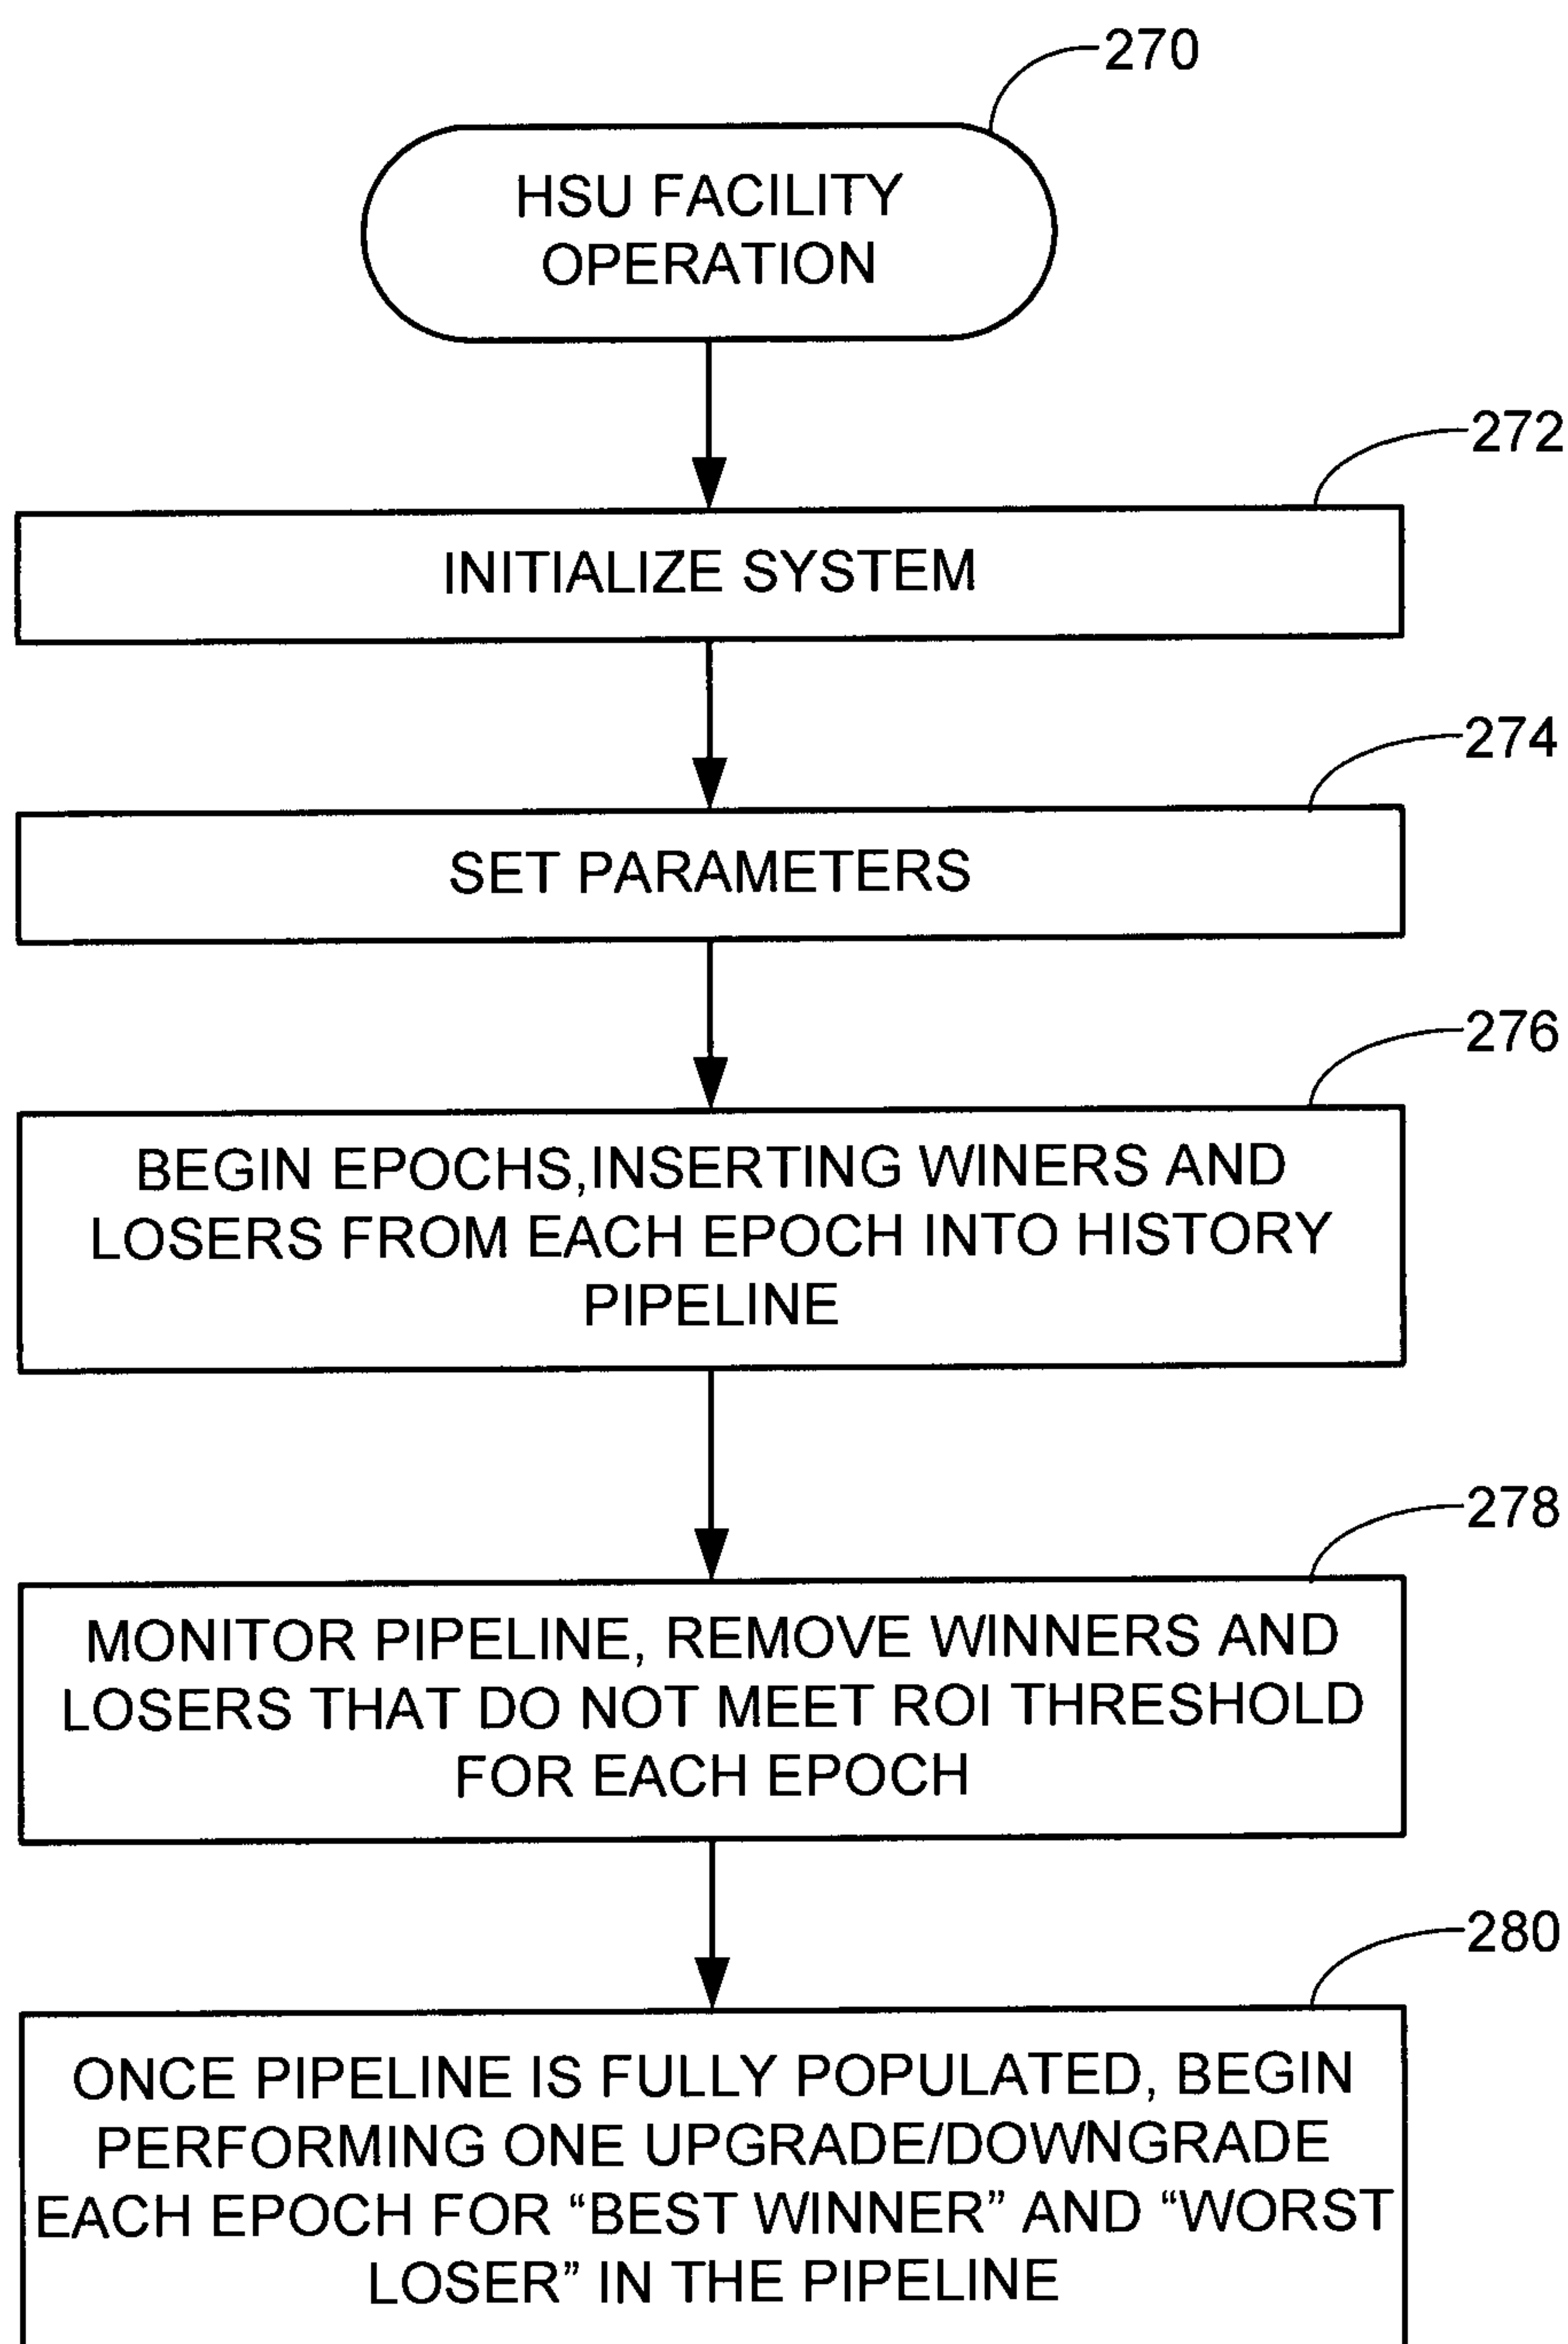 270
HSU FACILITY
OPERATION
272
INITIALIZE SYSTEM
274
SET PARAMETERS
276
BEGIN EPOCHS,INSERTING WINERS AND
LOSERS FROM EACH EPOCH INTO HISTORY
PIPELINE
278
MONITOR PIPELINE, REMOVE WINNERS AND
LOSERS THAT DO NOT MEET ROI THRESHOLD
FOR EACH EPOCH
280
ONCE PIPELINE IS FULLY POPULATED, BEGIN
PERFORMING ONE UPGRADE/DOWNGRADE
EACH EPOCH FOR “BEST WINNER” AND “WORST
LOSER” IN THE PIPELINE